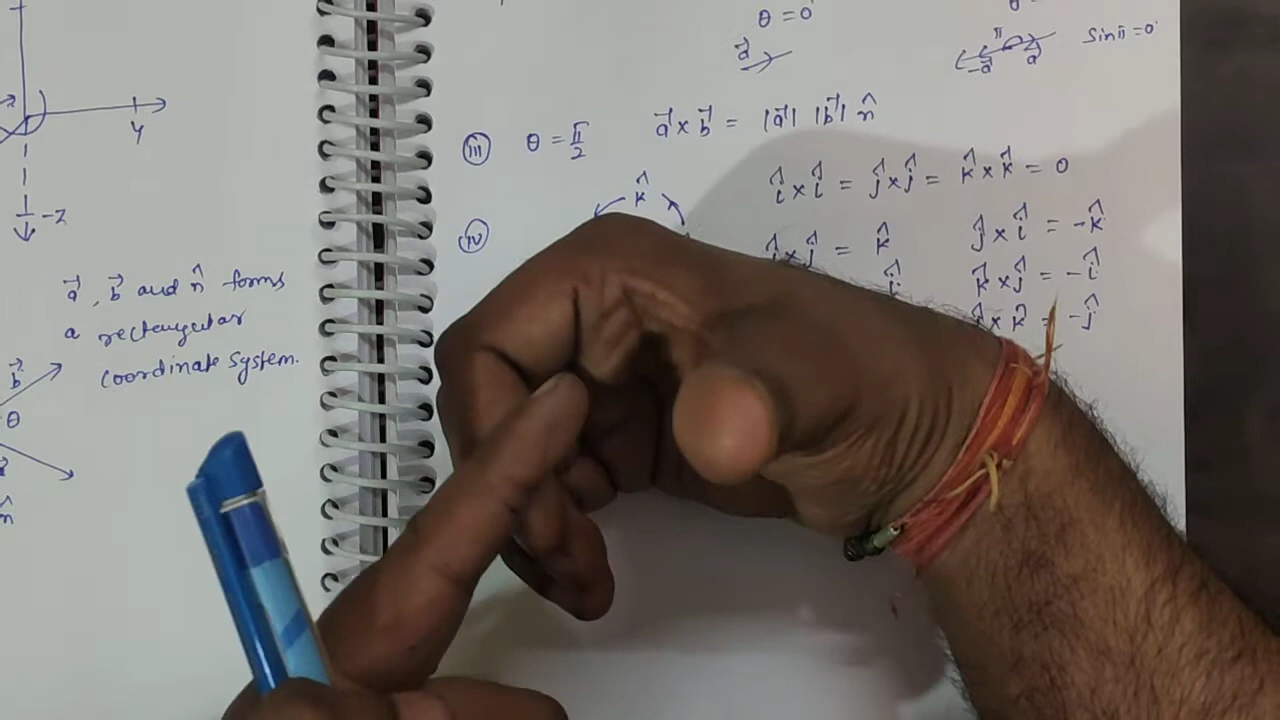 Y
-Z
a⃗, b⃗ and n̂ forms
a rectangular
coordinate system.
b⃗
θ
n̂
θ = 0
a⃗
π
-a⃗ a⃗ Sin π = 0
(iii) θ = π/2 a⃗ × b⃗ = |a⃗| |b⃗| n̂
î × î = ĵ × ĵ = k̂ × k̂ = 0
(iv) k̂
î × ĵ = k̂ ĵ × î = -k̂
î k̂ × ĵ = -î
× k̂ = -ĵ